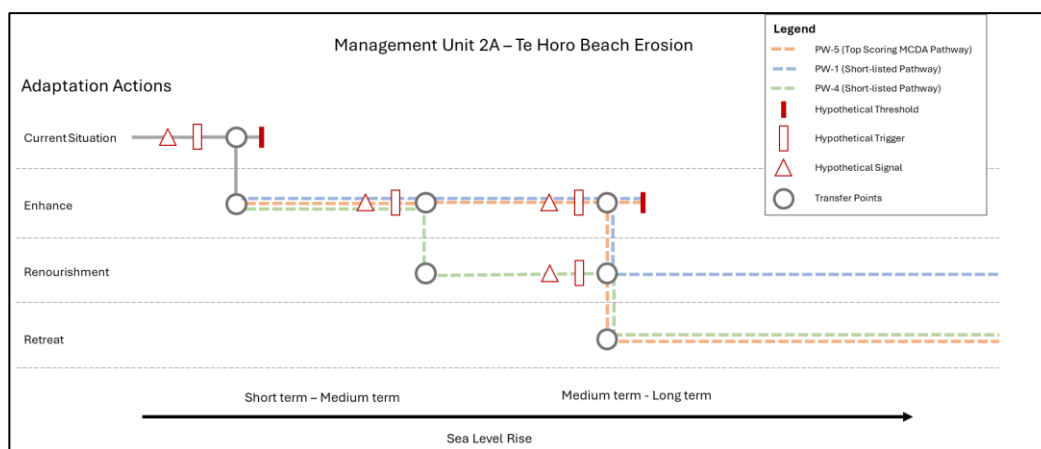 Management Unit 2A – Te Horo Beach Erosion
Legend
PW-5 (Top Scoring MCDA Pathway)
PW-1 (Short-listed Pathway)
PW-4 (Short-listed Pathway)
Hypothetical Threshold
Hypothetical Trigger
Hypothetical Signal
Transfer Points
Adaptation Actions
Current Situation
Enhance
Renourishment
Retreat
Short term – Medium term
Medium term - Long term
Sea Level Rise